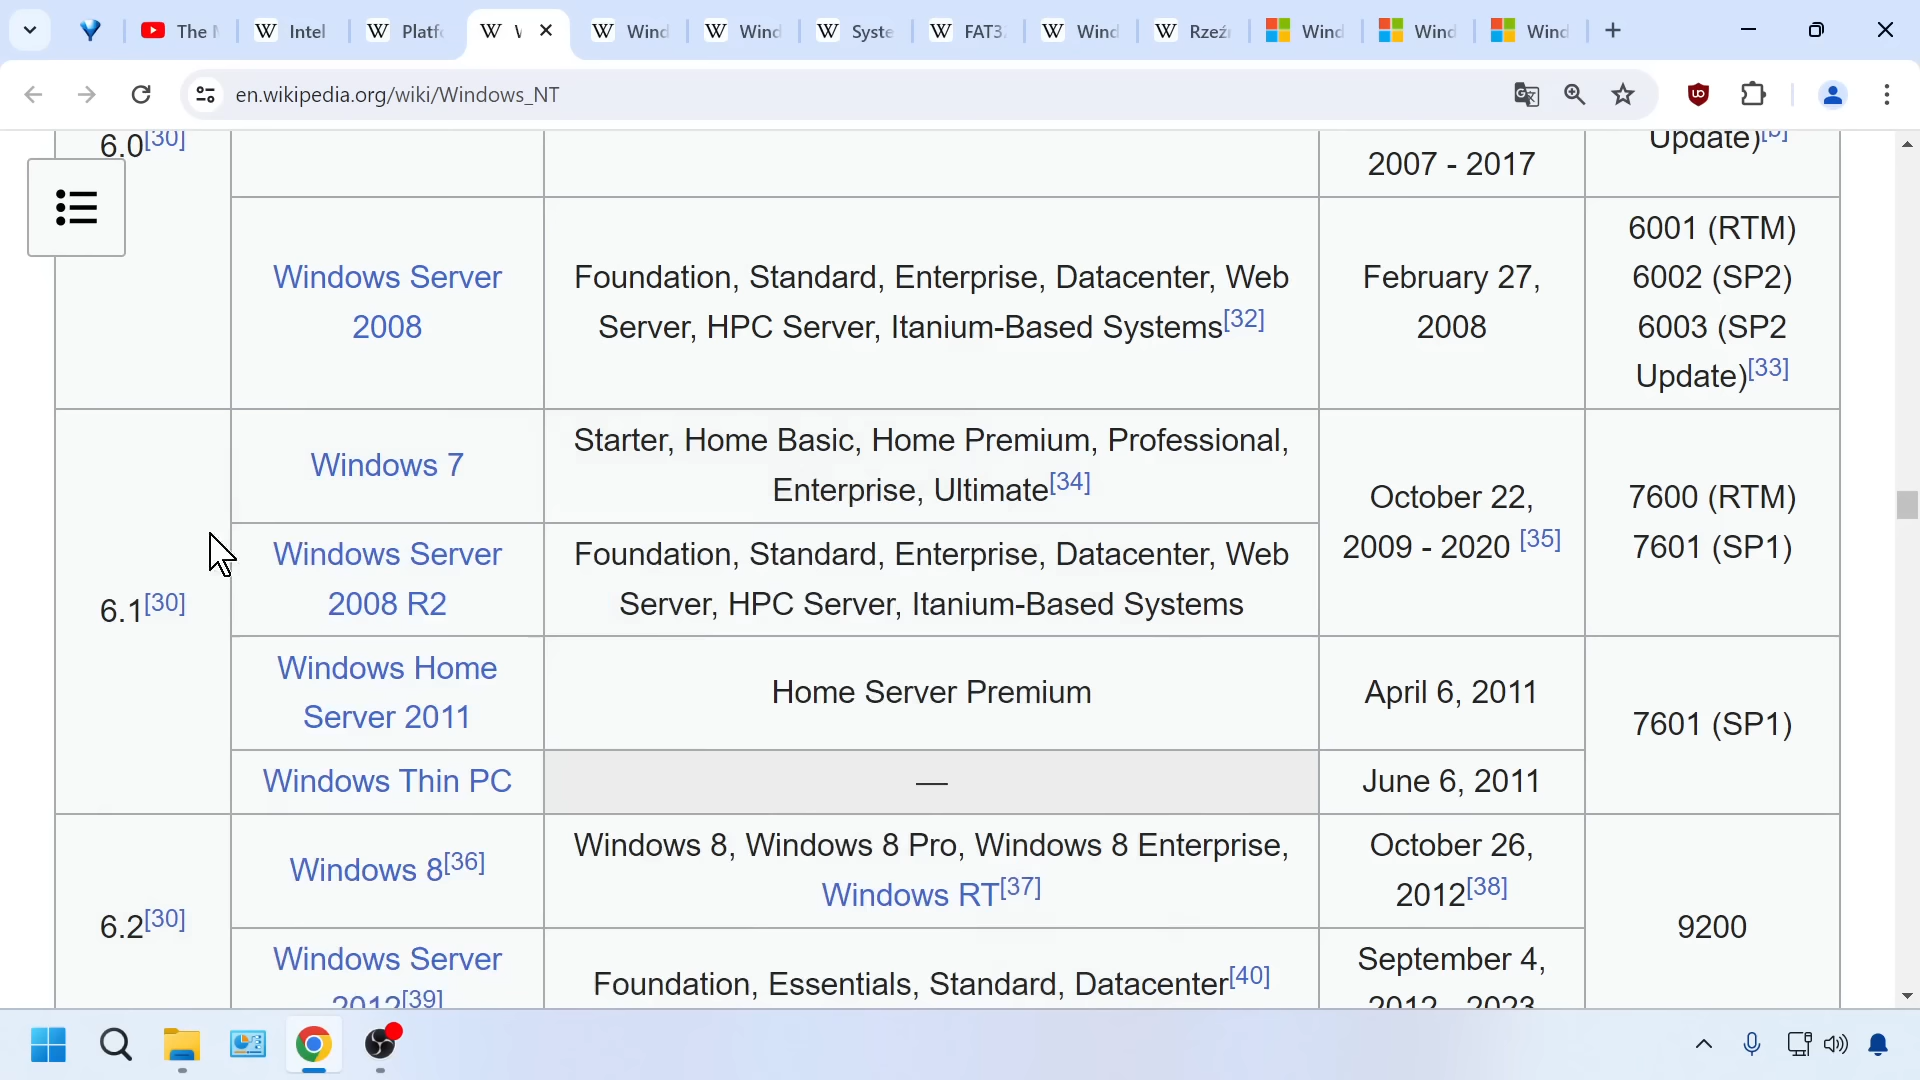 The
Intel
Platf
Wind
Wind
Syste
FAT32
Wind
Rzeź
Wind
Wind
Wind
en.wikipedia.org/wiki/Windows_NT
6.0[30]
2007 - 2017
Update)[b]
Windows Server
2008
Foundation, Standard, Enterprise, Datacenter, Web
Server, HPC Server, Itanium-Based Systems[32]
February 27,
2008
6001 (RTM)
6002 (SP2)
6003 (SP2
Update)[33]
6.1[30]
Windows 7
Starter, Home Basic, Home Premium, Professional,
Enterprise, Ultimate[34]
October 22,
2009 - 2020 [35]
7600 (RTM)
7601 (SP1)
Windows Server
2008 R2
Foundation, Standard, Enterprise, Datacenter, Web
Server, HPC Server, Itanium-Based Systems
Windows Home
Server 2011
Home Server Premium
April 6, 2011
7601 (SP1)
Windows Thin PC
—
June 6, 2011
6.2[30]
Windows 8[36]
Windows 8, Windows 8 Pro, Windows 8 Enterprise,
Windows RT[37]
October 26,
2012[38]
9200
Windows Server
2012[39]
Foundation, Essentials, Standard, Datacenter[40]
September 4,
2012 - 2023